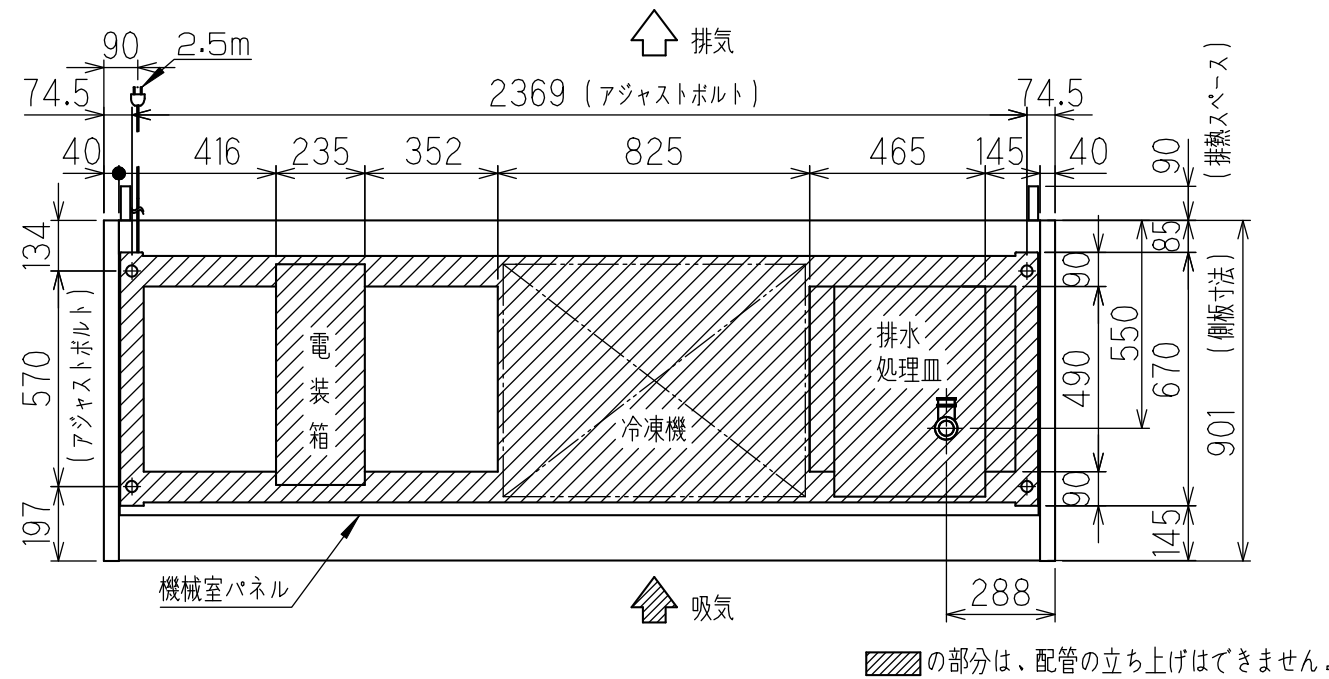 排気
90
2.5m
74.5
2369 (アジャストボルト)
74.5
(排熱スペース)
90
40
416
235
352
825
465
145
40
134
85
(アジャストボルト)
570
197
電装箱
冷凍機
排水
処理皿
90
490
90
550
670
145
(側板寸法)
901
機械室パネル
吸気
288
の部分は、配管の立ち上げはできません。